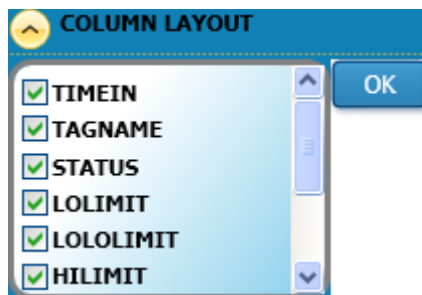 COLUMN LAYOUT
OK
TIMEIN
TAGNAME
STATUS
LOLIMIT
LOLOLIMIT
HILIMIT